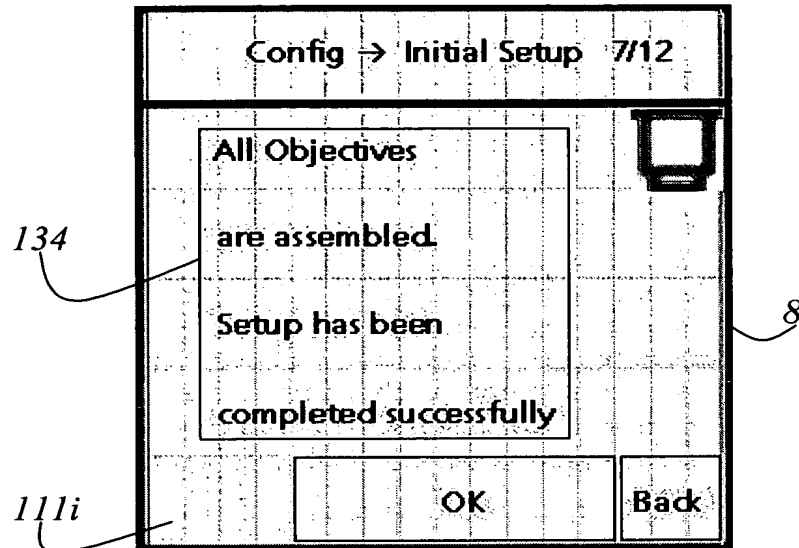 Config → Initial Setup 7/12
All Objectives
are assembled.
134
Setup has been
8
completed successfully
OK
Back
111i